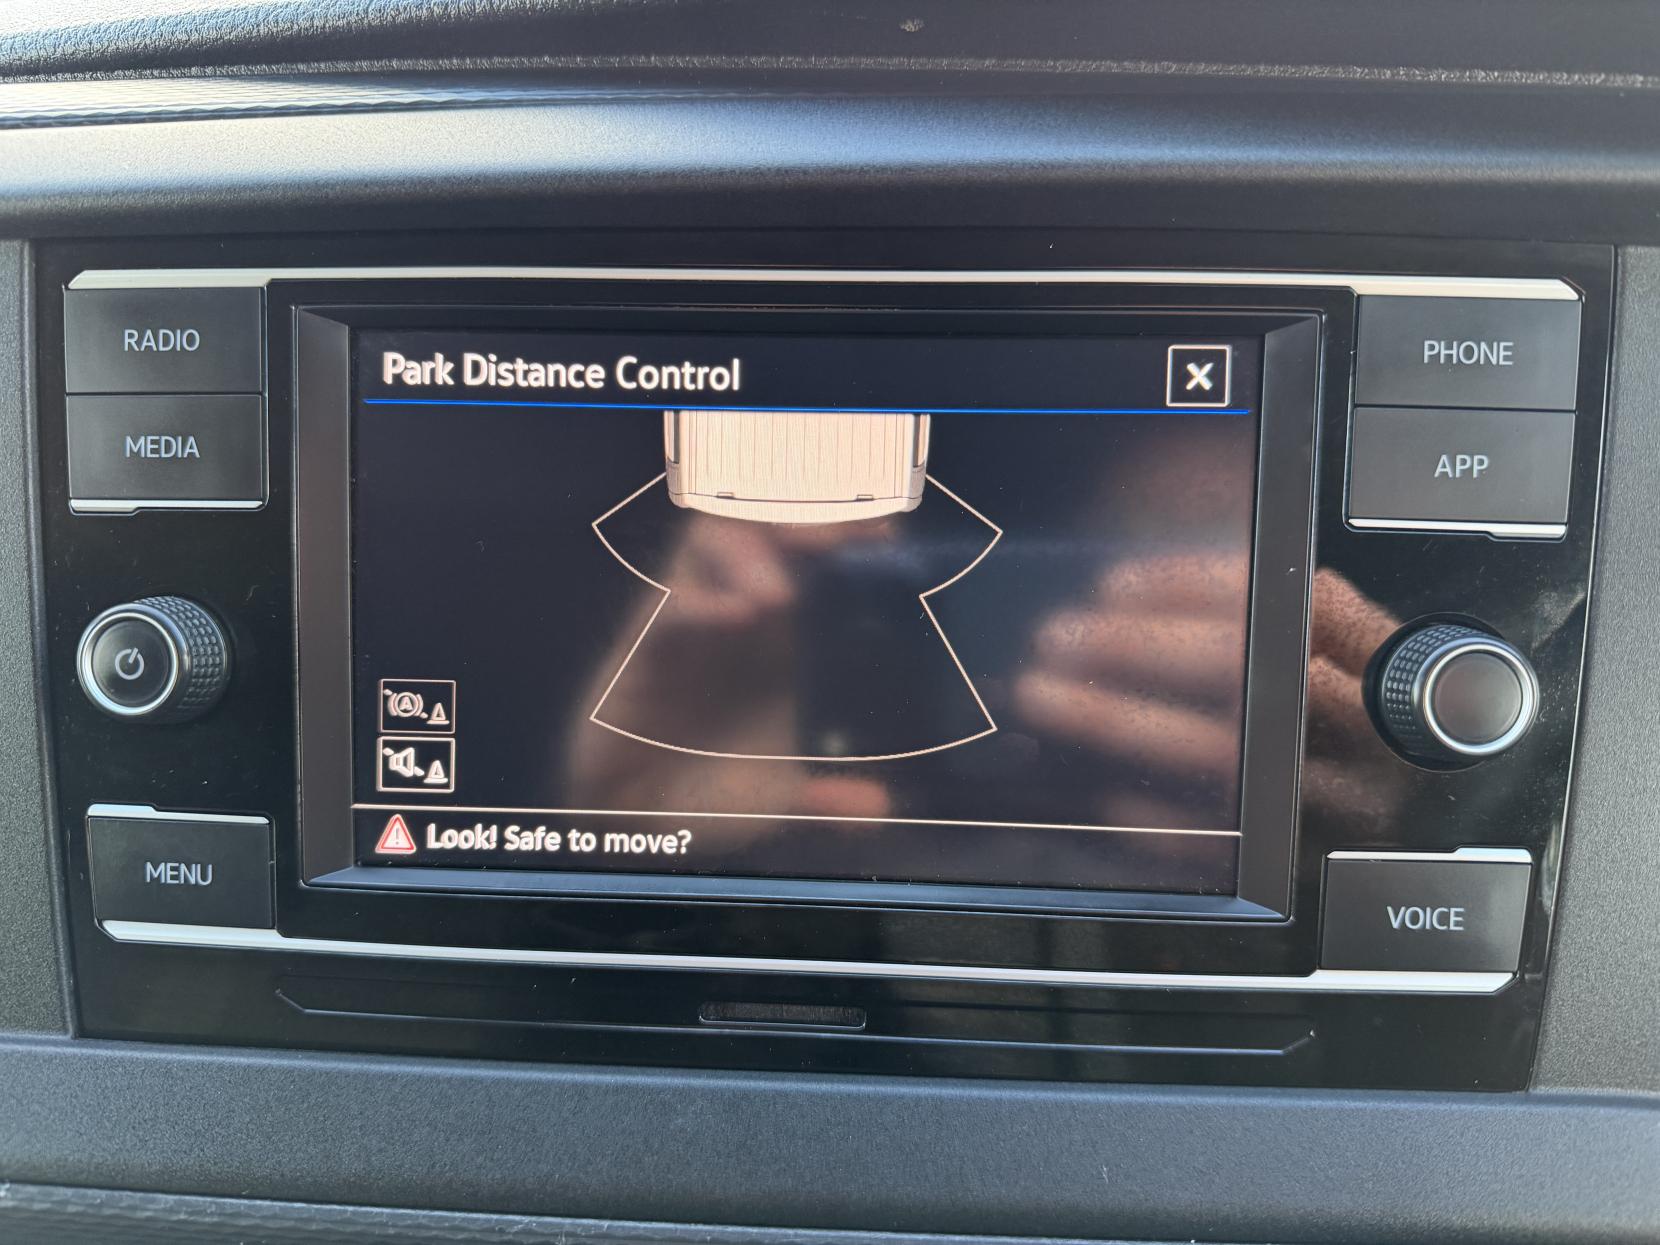 RADIO
MEDIA
MENU
Park Distance Control
A
Look! Safe to move?
PHONE
APP
VOICE